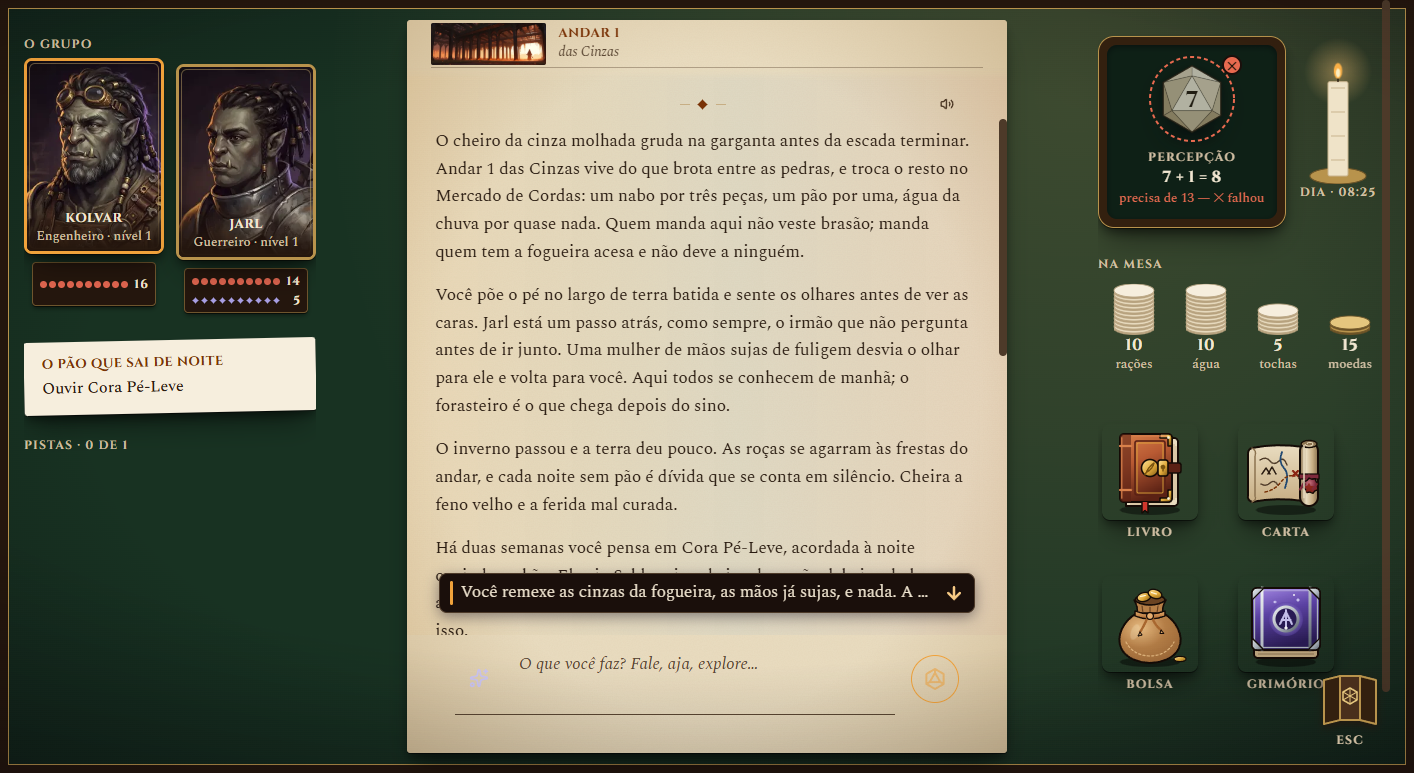 O GRUPO
KOLVAR
Engenheiro · nível 1
16
JARL
Guerreiro · nível 1
14
5
O PÃO QUE SAI DE NOITE
Ouvir Cora Pé-Leve
PISTAS · 0 DE 1
ANDAR 1
das Cinzas
O cheiro da cinza molhada gruda na garganta antes da escada terminar.
Andar 1 das Cinzas vive do que brota entre as pedras, e troca o resto no
Mercado de Cordas: um nabo por três peças, um pão por uma, água da
chuva por quase nada. Quem manda aqui não veste brasão; manda
quem tem a fogueira acesa e não deve a ninguém.
Você põe o pé no largo de terra batida e sente os olhares antes de ver as
caras. Jarl está um passo atrás, como sempre, o irmão que não pergunta
antes de ir junto. Uma mulher de mãos sujas de fuligem desvia o olhar
para ele e volta para você. Aqui todos se conhecem de manhã; o
forasteiro é o que chega depois do sino.
O inverno passou e a terra deu pouco. As roças se agarram às frestas do
andar, e cada noite sem pão é dívida que se conta em silêncio. Cheira a
feno velho e a ferida mal curada.
Há duas semanas você pensa em Cora Pé-Leve, acordada à noite
Você remexe as cinzas da fogueira, as mãos já sujas, e nada. A ...
isso.
O que você faz? Fale, aja, explore...
7
PERCEPÇÃO
7 + 1 = 8
precisa de 13 — × falhou
DIA · 08:25
NA MESA
10
rações
10
água
5
tochas
15
moedas
LIVRO
CARTA
BOLSA
GRIMÓRIO
ESC